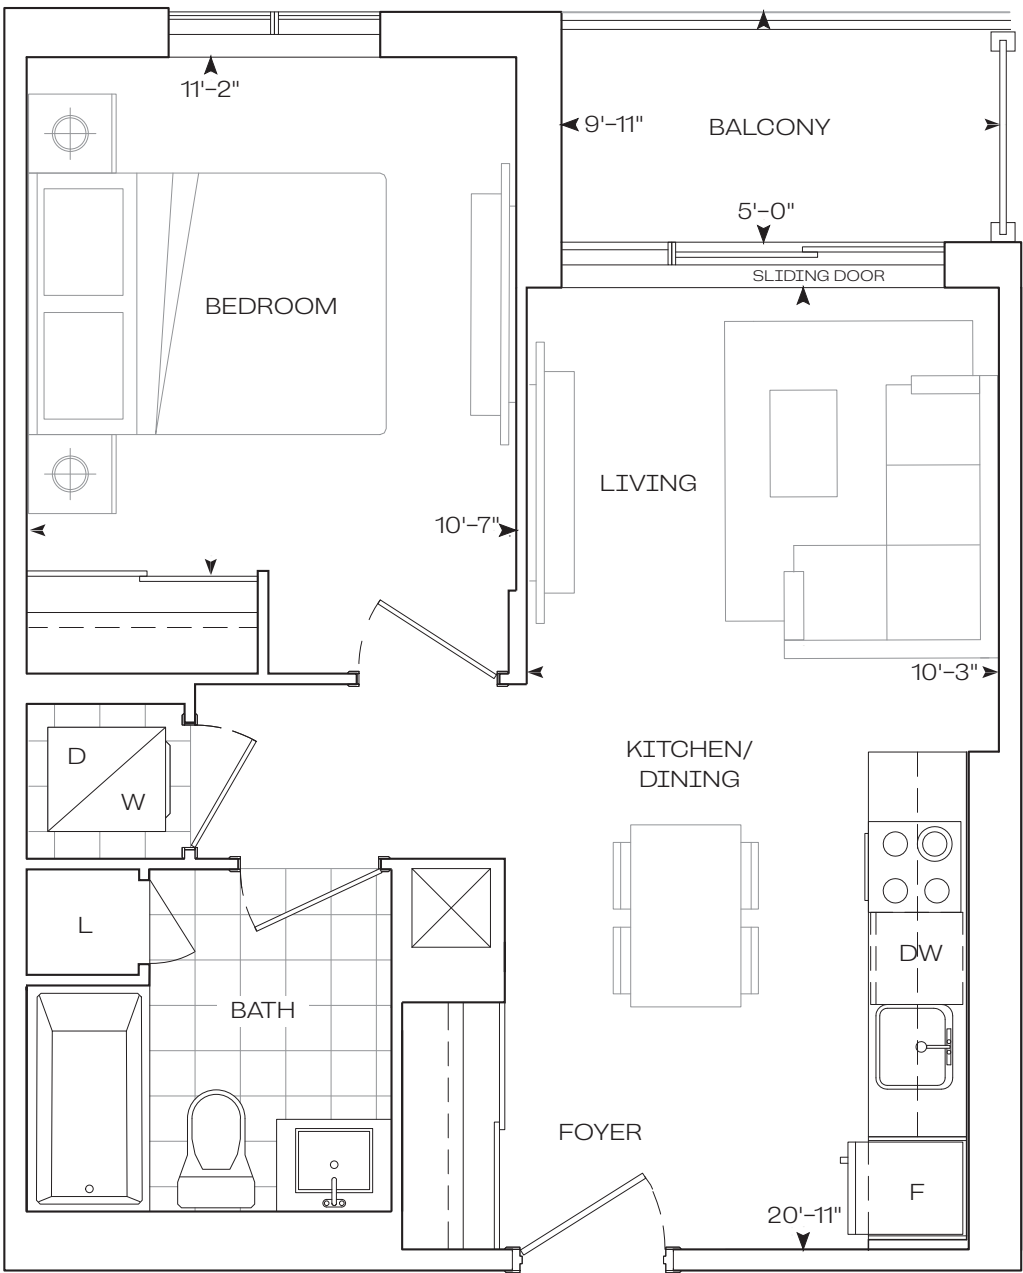 11'-2"
9'-11"
BALCONY
5'-0"
SLIDING DOOR
BEDROOM
LIVING
10'-7"
10'-3"
KITCHEN/
DINING
D
W
L
DW
BATH
FOYER
F
20'-11"